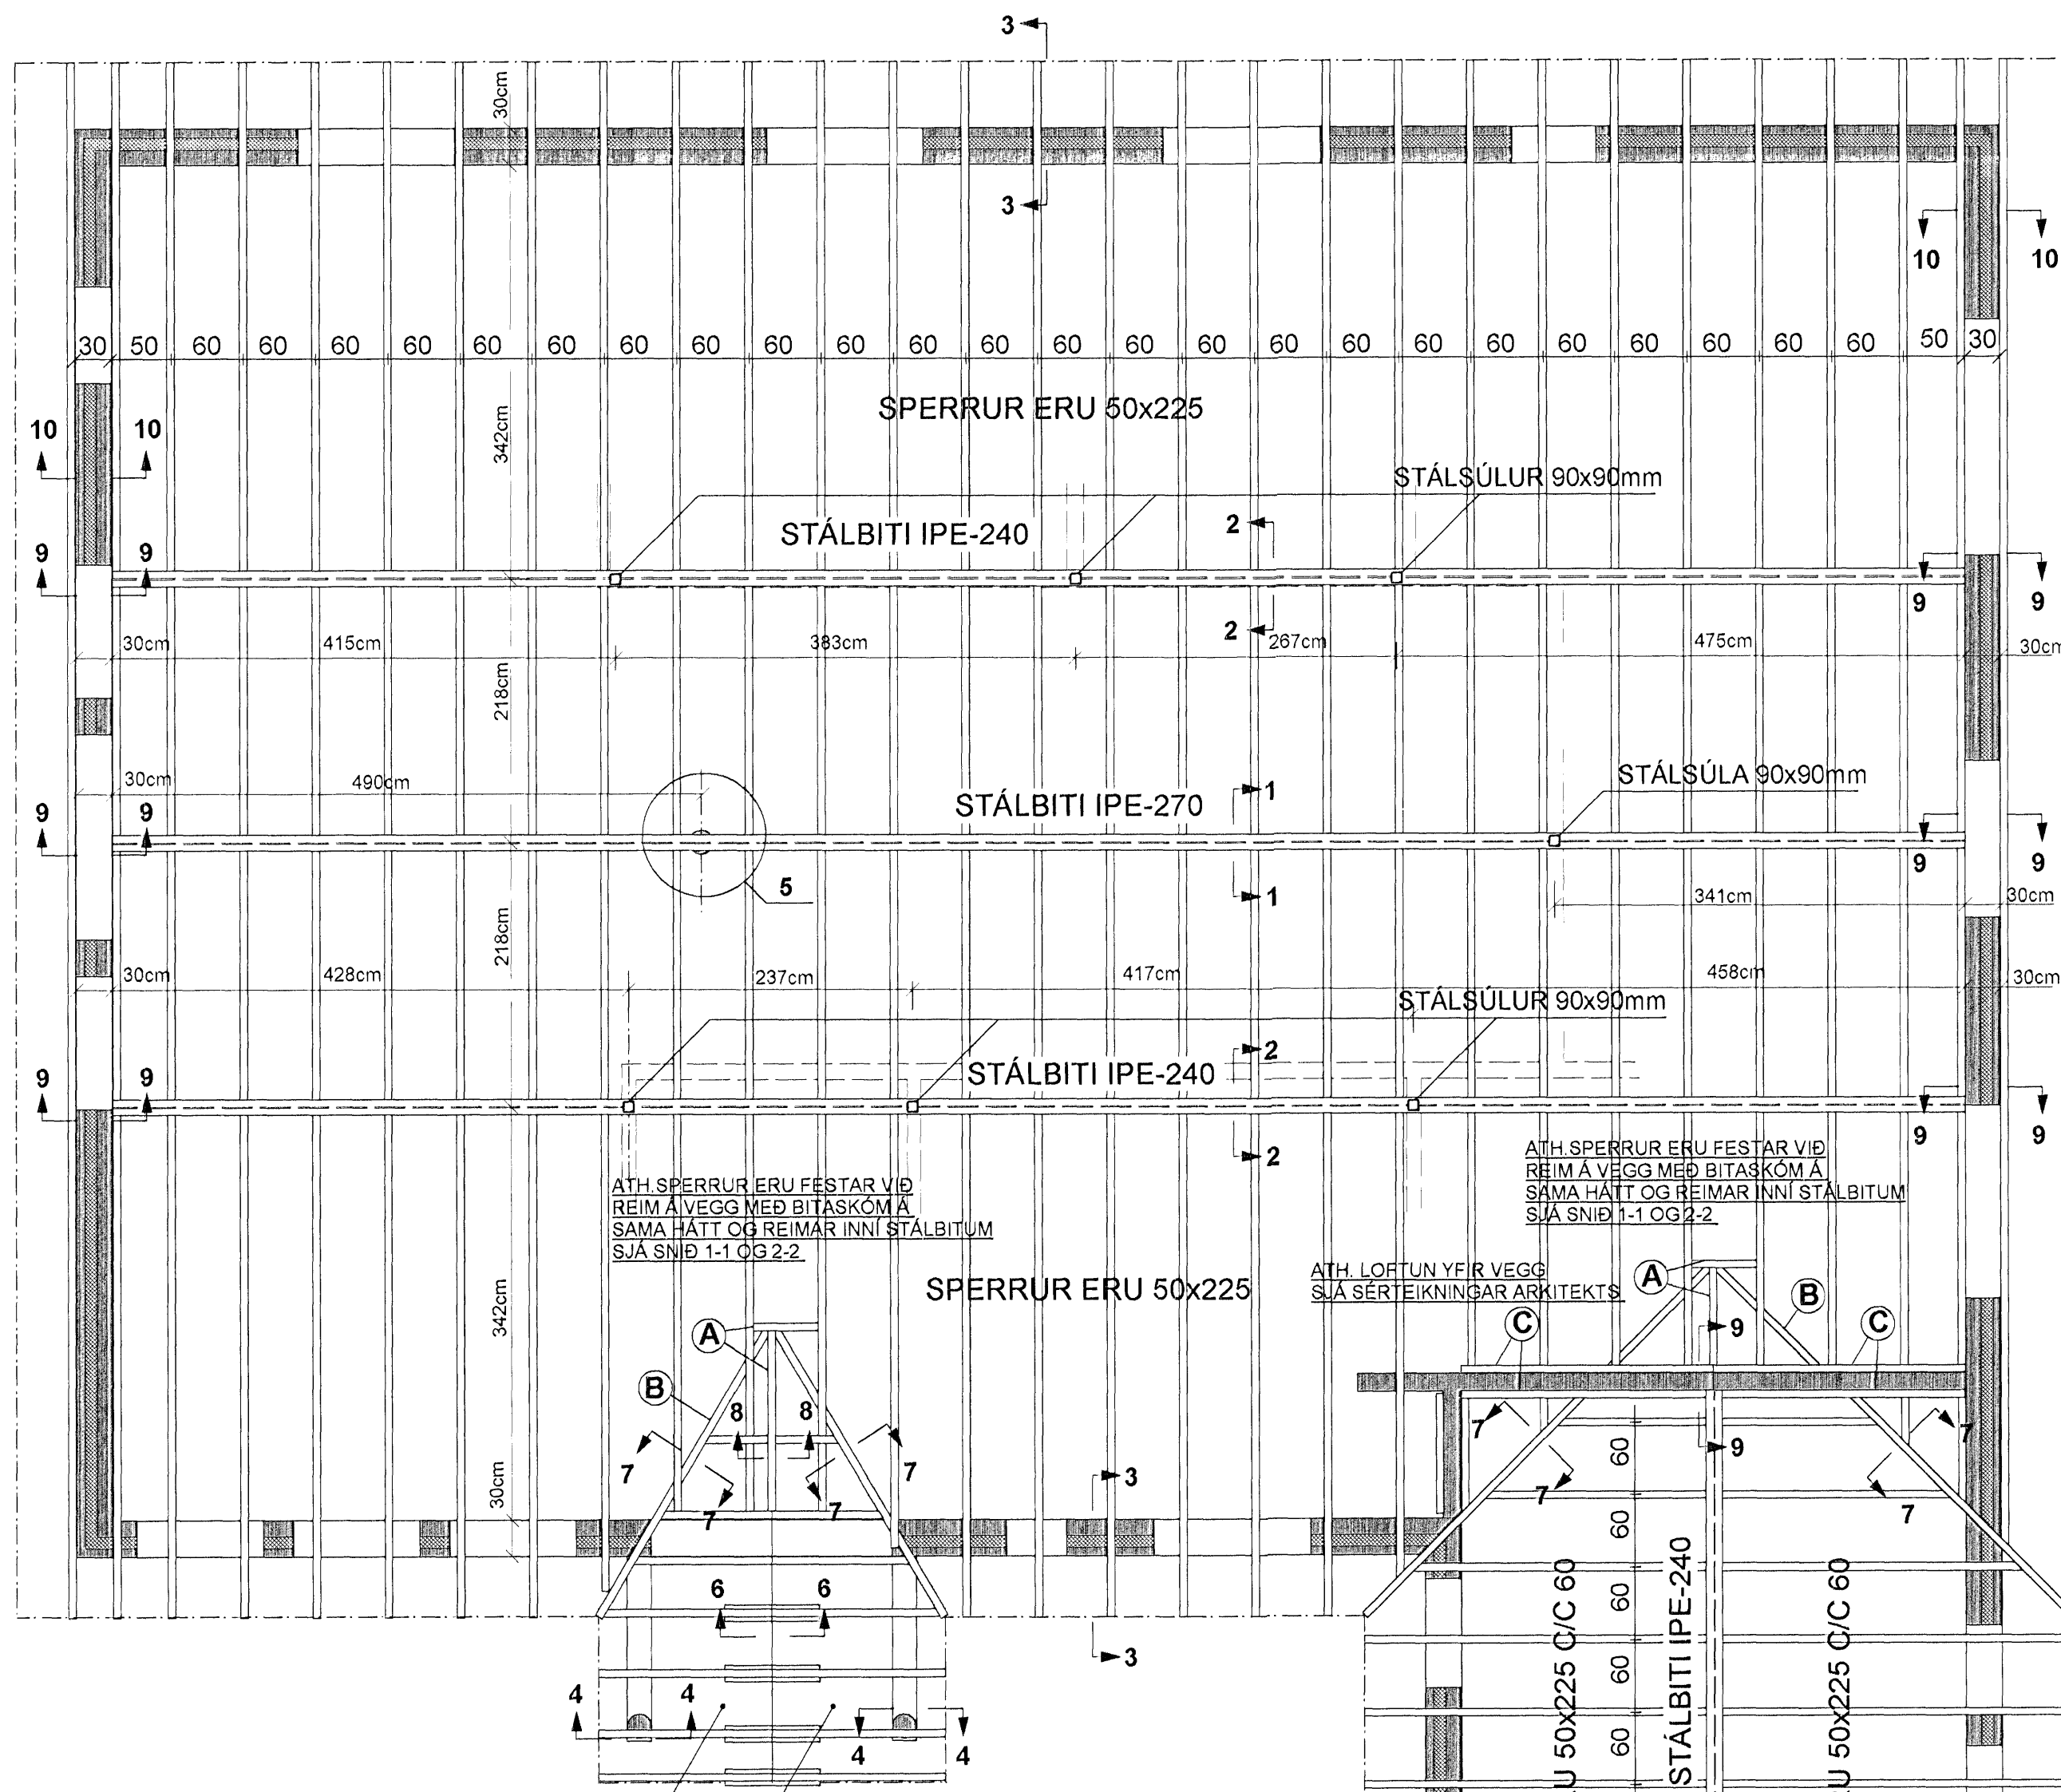 3
30cm
3
10 10
30 50 60 60 60 60 60 60 60 60 60 60 60 60 60 60 60 60 60 60 60 60 60 60 60 60 50 30
SPERRUR ERU 50x225
342cm
10 10
STÁLSÚLUR 90x90mm
STÁLBITI IPE-240
2
9 9
9 9
2
30cm 415cm 383cm 267cm 475cm 30cm
218cm
STÁLSÚLA 90x90mm
30cm 490cm
STÁLBITI IPE-270
1
9 9
9 9
5
1
341cm 30cm
218cm
30cm 428cm 237cm 417cm 458cm 30cm
STÁLSÚLUR 90x90mm
2
STÁLBITI IPE-240
9 9
9 9
2
ATH.SPERRUR ERU FESTAR VIÐ
REIM Á VEGG MEÐ BITASKÓM Á
SAMA HÁTT OG REIMAR INNÍ STÁLBITUM
SJÁ SNIÐ 1-1 OG 2-2
ATH.SPERRUR ERU FESTAR VIÐ
REIM Á VEGG MEÐ BITASKÓM Á
SAMA HÁTT OG REIMAR INNÍ STÁLBITUM
SJÁ SNIÐ 1-1 OG 2-2
SPERRUR ERU 50x225
ATH. LOFTUN YFIR VEGG
SJÁ SÉRTEIKNINGAR ARKITEKTS
342cm
A
B
C
9
C
A
B
8 8
7 7
7 7
7 7
9
7 7
30cm
3
60
60
60
60
60
U 50x225 C/C 60
STÁLBITI IPE-240
U 50x225 C/C 60
6 6
3
4 4
4 4